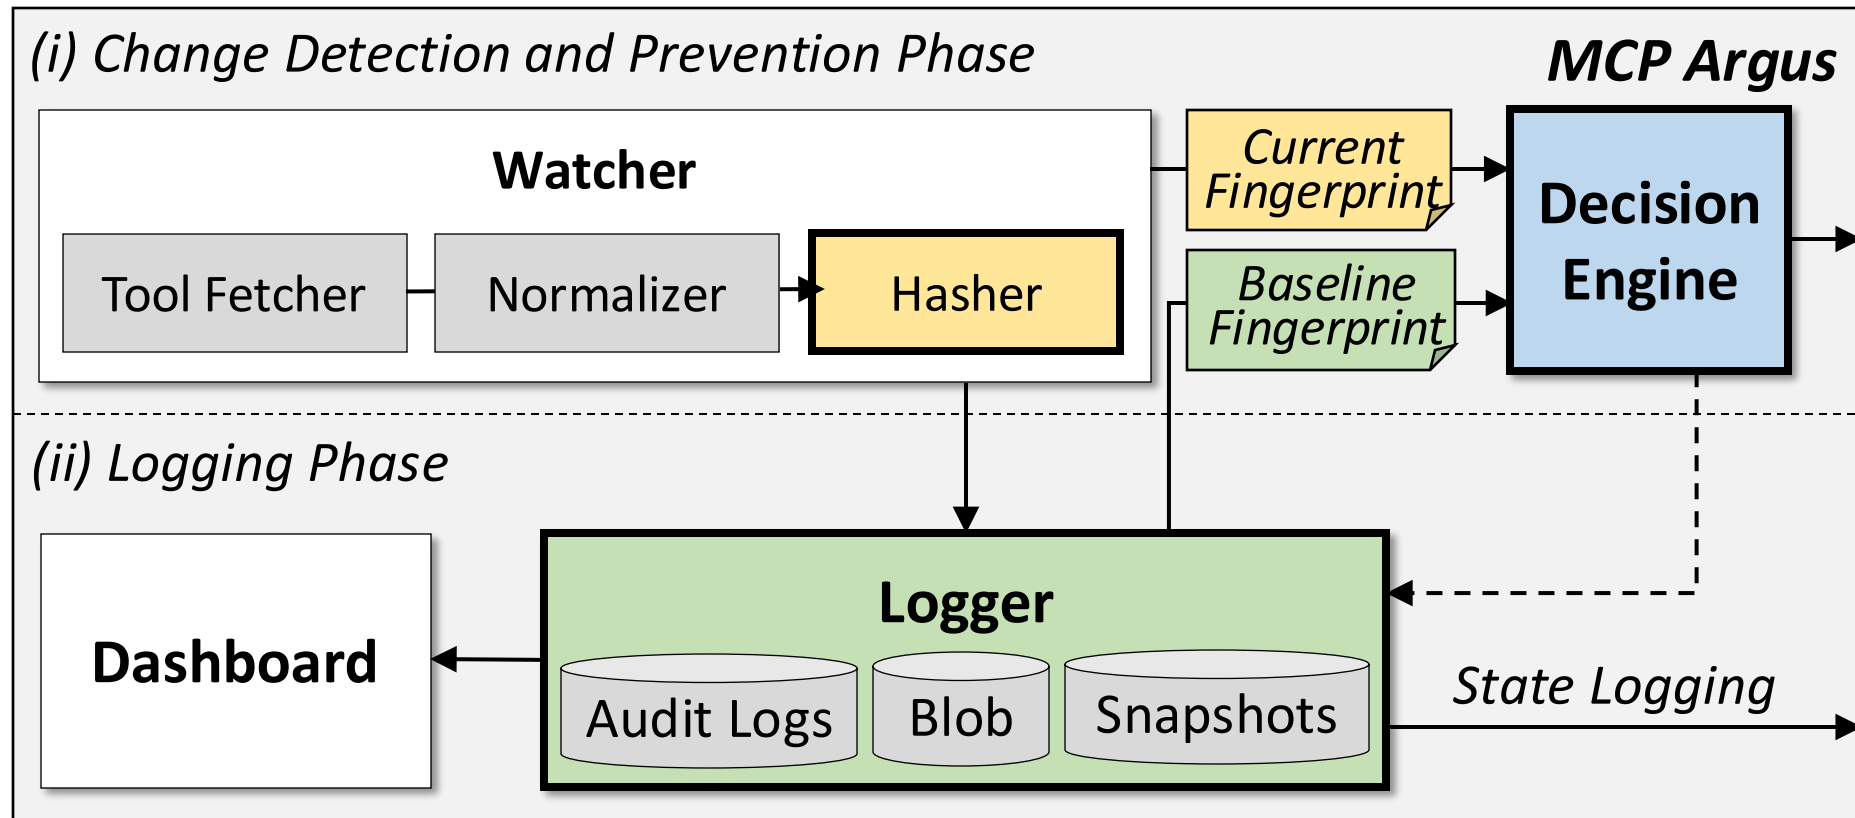 (i) Change Detection and Prevention Phase
MCP Argus
Watcher
Tool Fetcher
Normalizer
Hasher
Current
Fingerprint
Baseline
Fingerprint
Decision
Engine
(ii) Logging Phase
Dashboard
Logger
Audit Logs
Blob
Snapshots
State Logging